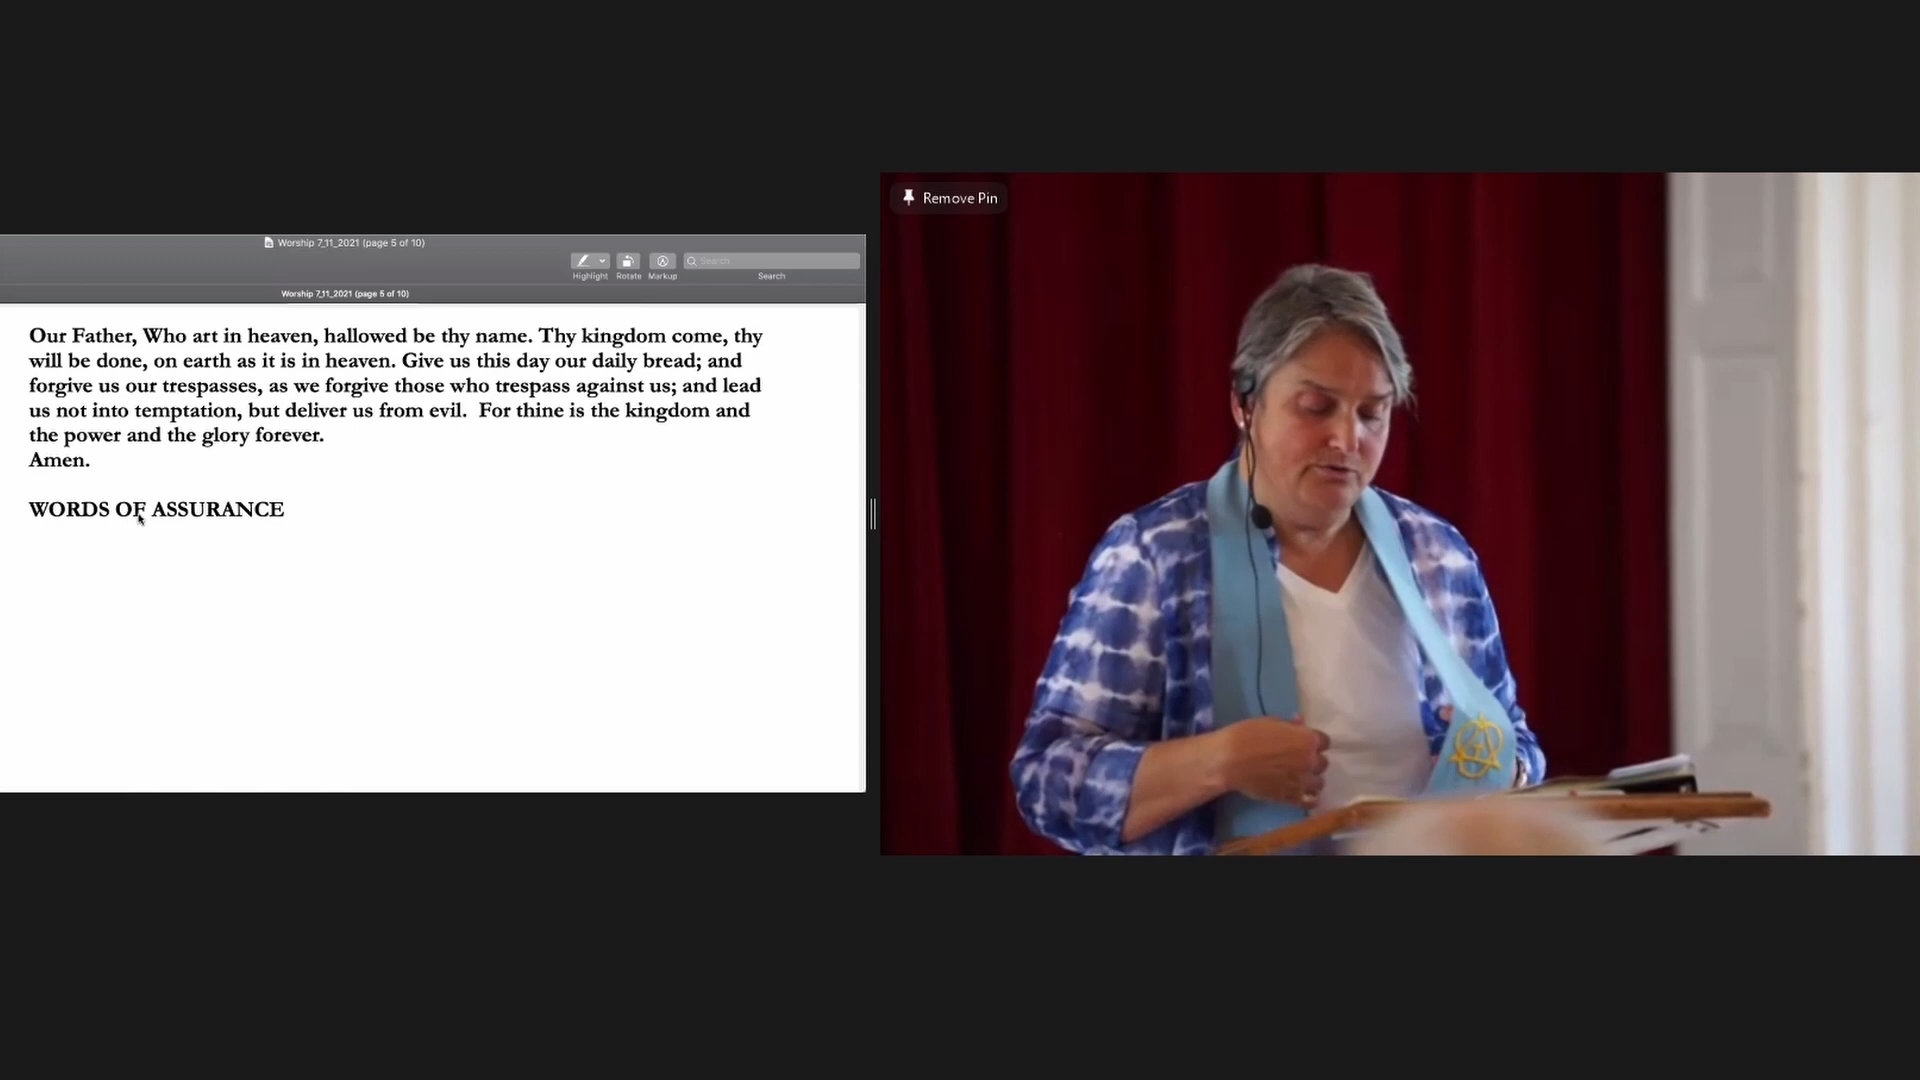 Worship 7_11_2021 (page 5 of 10)
Highlight
Rotate
Markup
Search
Search
Worship 7_11_2021 (page 5 of 10)
Our Father, Who art in heaven, hallowed be thy name. Thy kingdom come, thy
will be done, on earth as it is in heaven. Give us this day our daily bread; and
forgive us our trespasses, as we forgive those who trespass against us; and lead
us not into temptation, but deliver us from evil.  For thine is the kingdom and
the power and the glory forever.
Amen.
WORDS OF ASSURANCE
Remove Pin